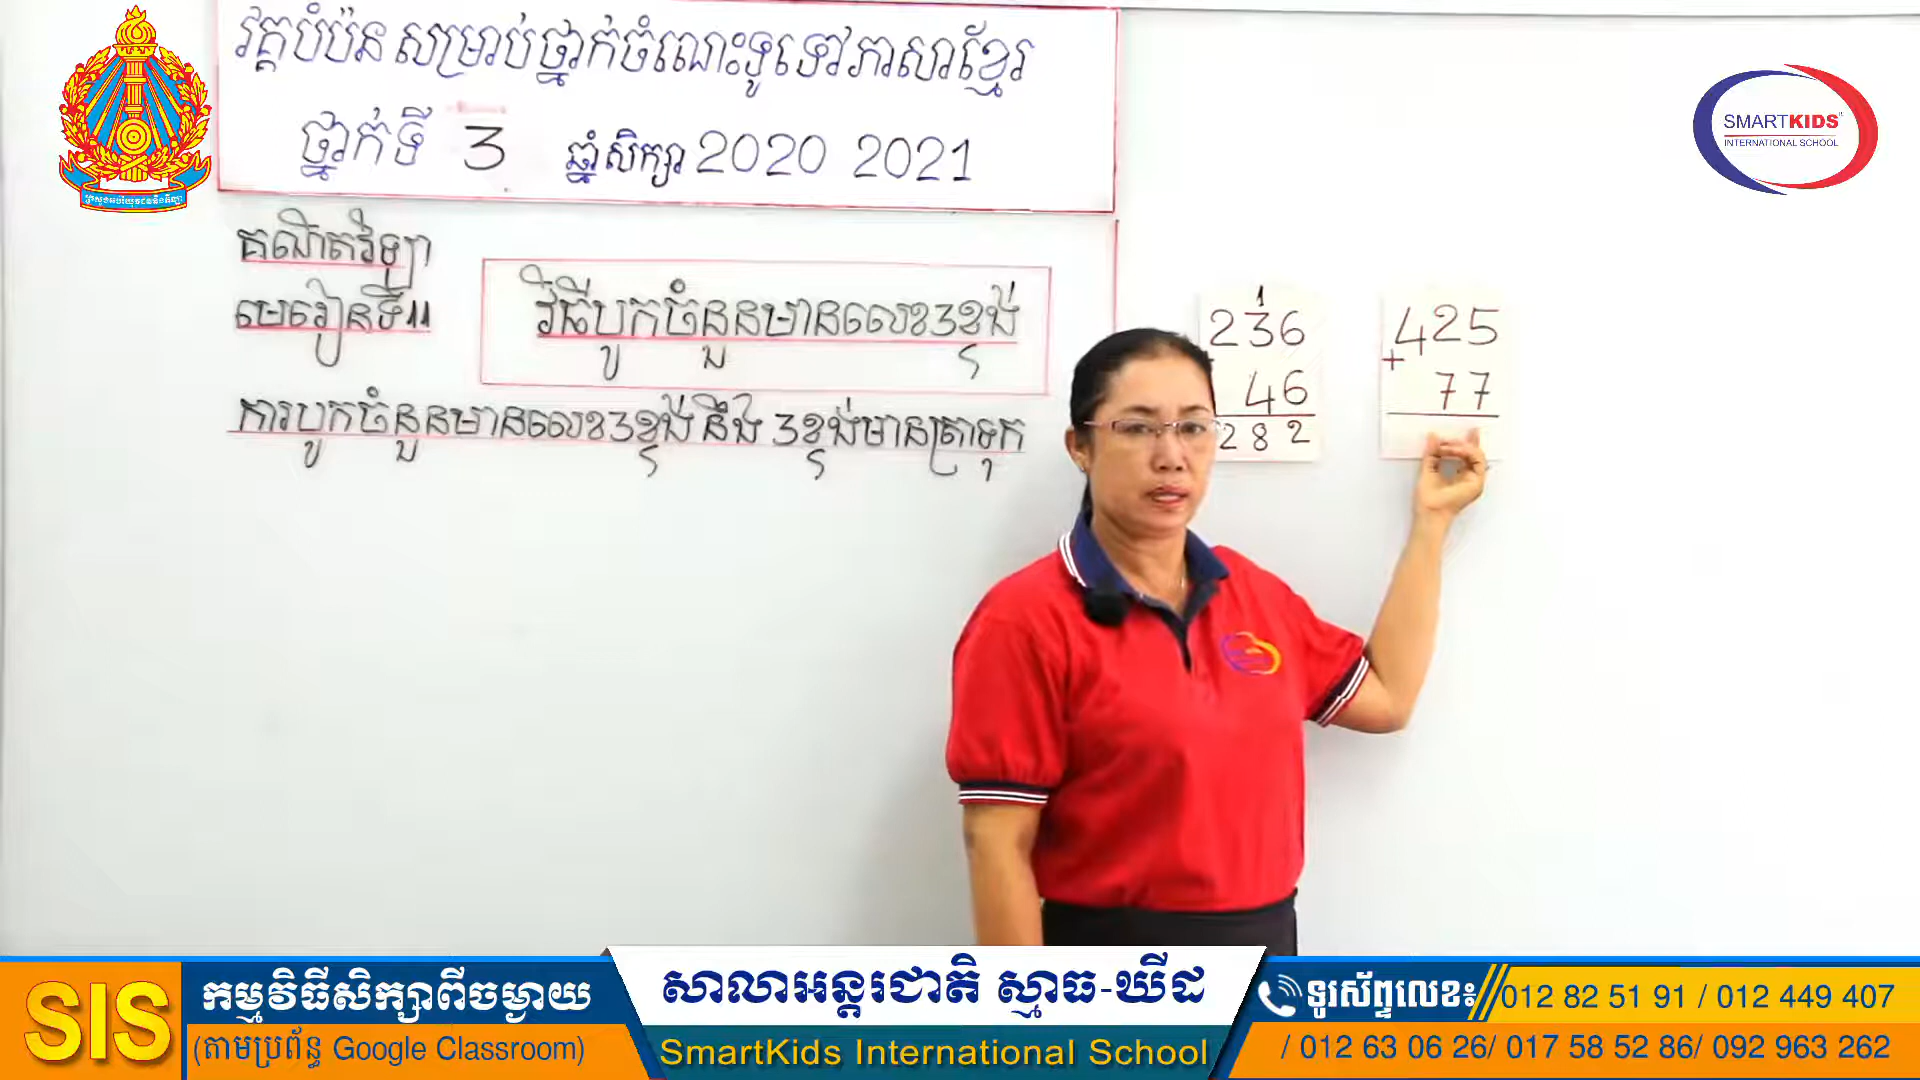 វគ្គបំប៉ន សម្រាប់ថ្នាក់ចំណេះទូទៅភាសាខ្មែរ
ថ្នាក់ទី 3 ឆ្នាំសិក្សា 2020 2021
SMARTKIDS
INTERNATIONAL SCHOOL
គណិតវិទ្យា
មេរៀនទី11
វិធីបូកចំនួនមានលេខ3ខ្ទង់
ការបូកចំនួនមានលេខ3ខ្ទង់ នឹង 3ខ្ទង់មានត្រាទុក
1
236
46
282
425
+
77
SIS
កម្មវិធីសិក្សាពីចម្ងាយ
(តាមប្រព័ន្ធ Google Classroom)
សាលាអន្តរជាតិ ស្មាធ-ឃីដ
SmartKids International School
ទូរស័ព្ទលេខ៖ 012 82 51 91 / 012 449 407
/ 012 63 06 26/ 017 58 52 86/ 092 963 262